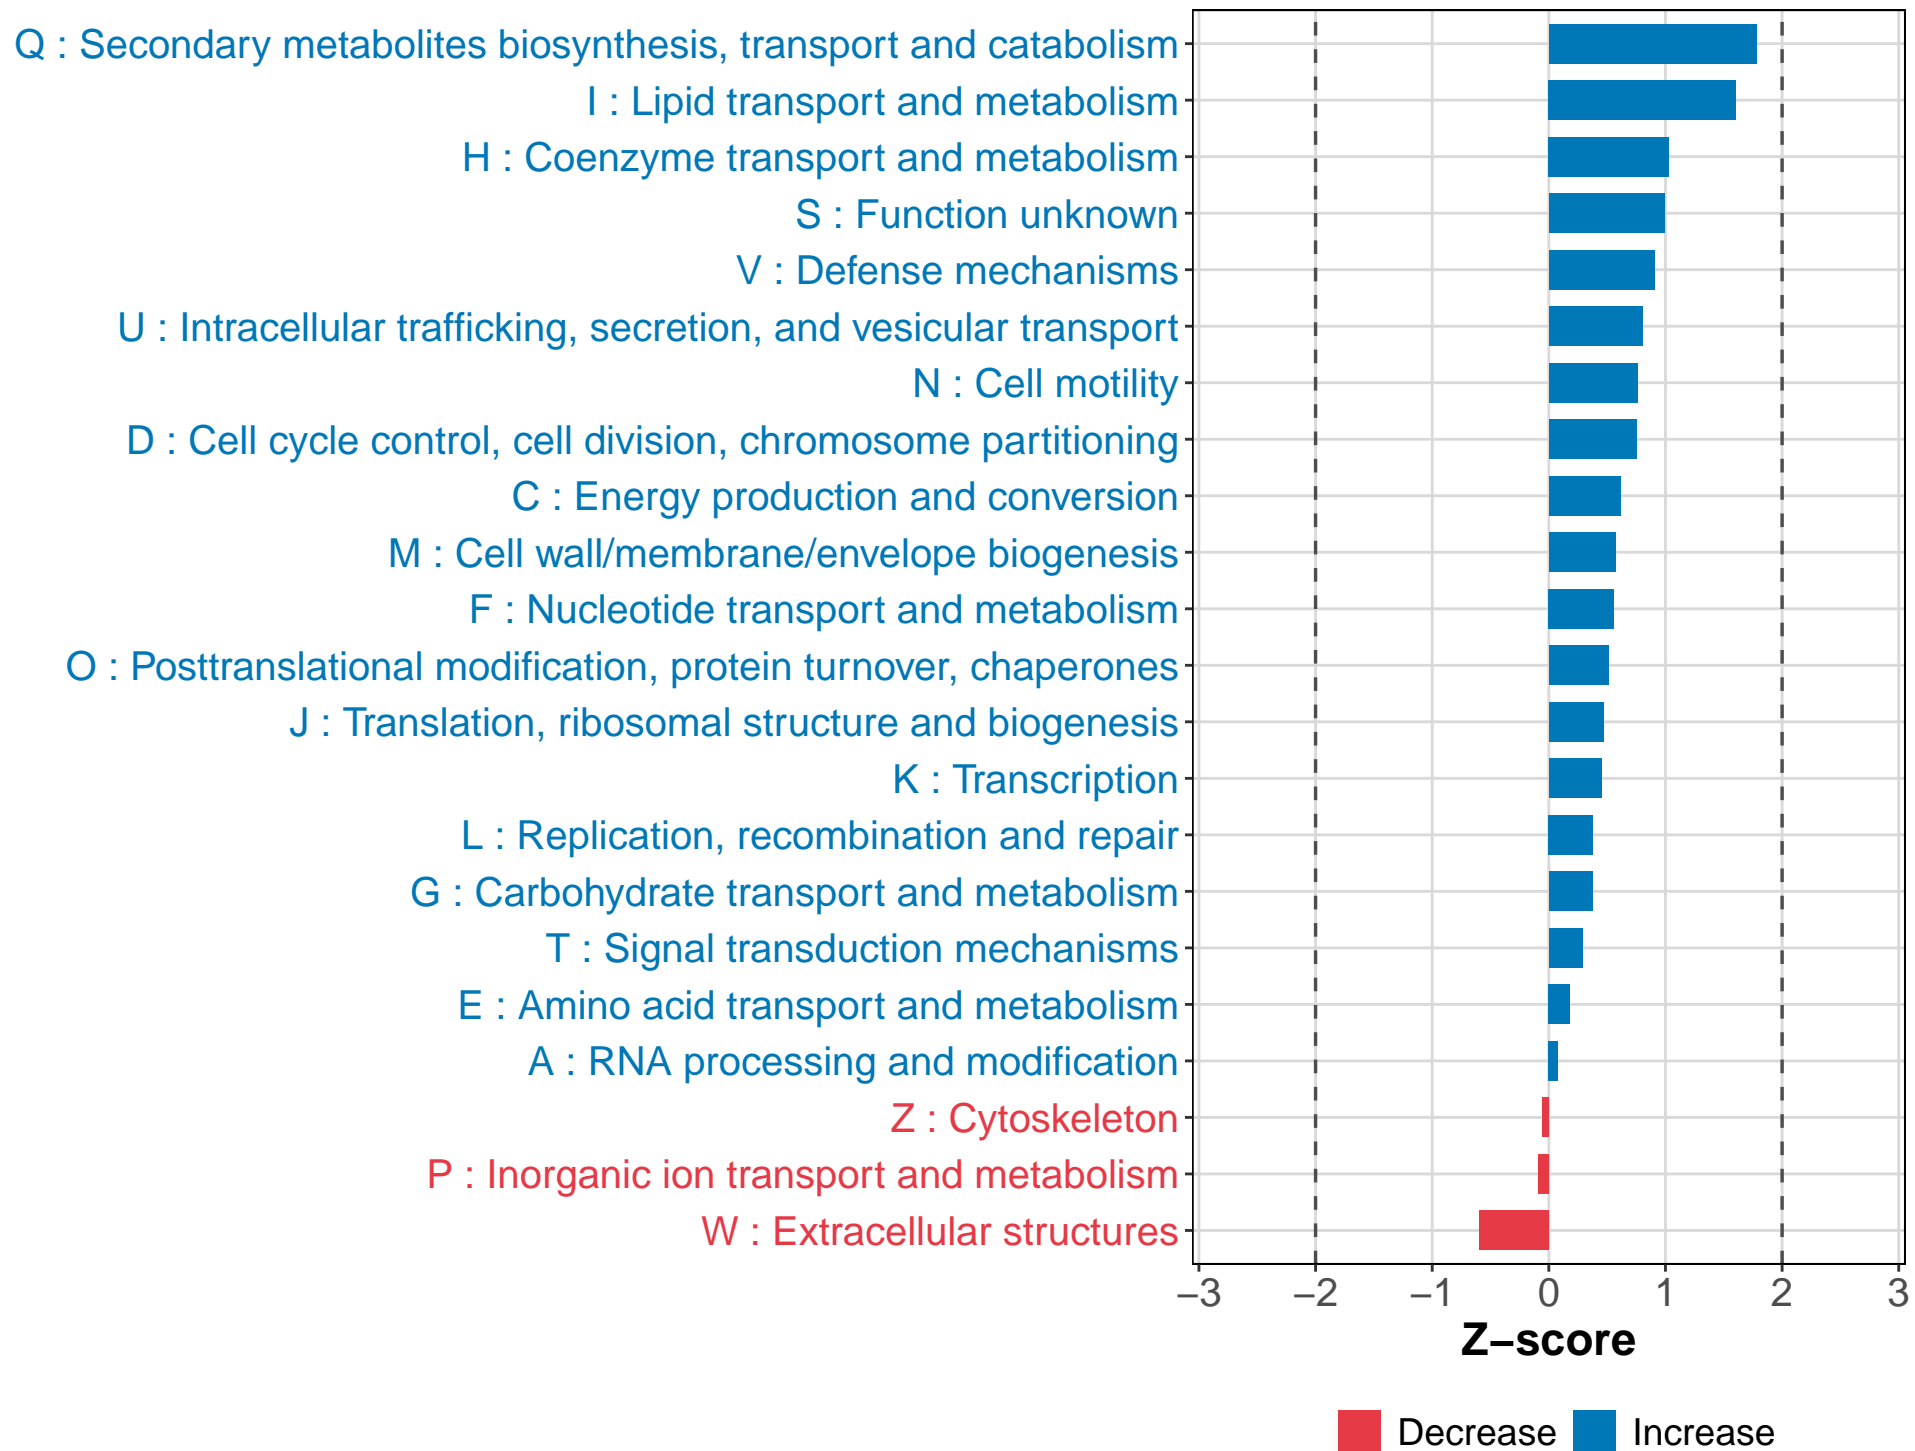 Q : Secondary metabolites biosynthesis, transport and catabolism
I : Lipid transport and metabolism
H : Coenzyme transport and metabolism
S : Function unknown
V : Defense mechanisms
U : Intracellular trafficking, secretion, and vesicular transport
N : Cell motility
D : Cell cycle control, cell division, chromosome partitioning
C : Energy production and conversion
M : Cell wall/membrane/envelope biogenesis
F : Nucleotide transport and metabolism
O : Posttranslational modification, protein turnover, chaperones
J : Translation, ribosomal structure and biogenesis
K : Transcription
L : Replication, recombination and repair
G : Carbohydrate transport and metabolism
T : Signal transduction mechanisms
E : Amino acid transport and metabolism
A : RNA processing and modification
Z : Cytoskeleton
P : Inorganic ion transport and metabolism
W : Extracellular structures
−3 −2 −1 0 1 2 3
Z−score
Decrease Increase